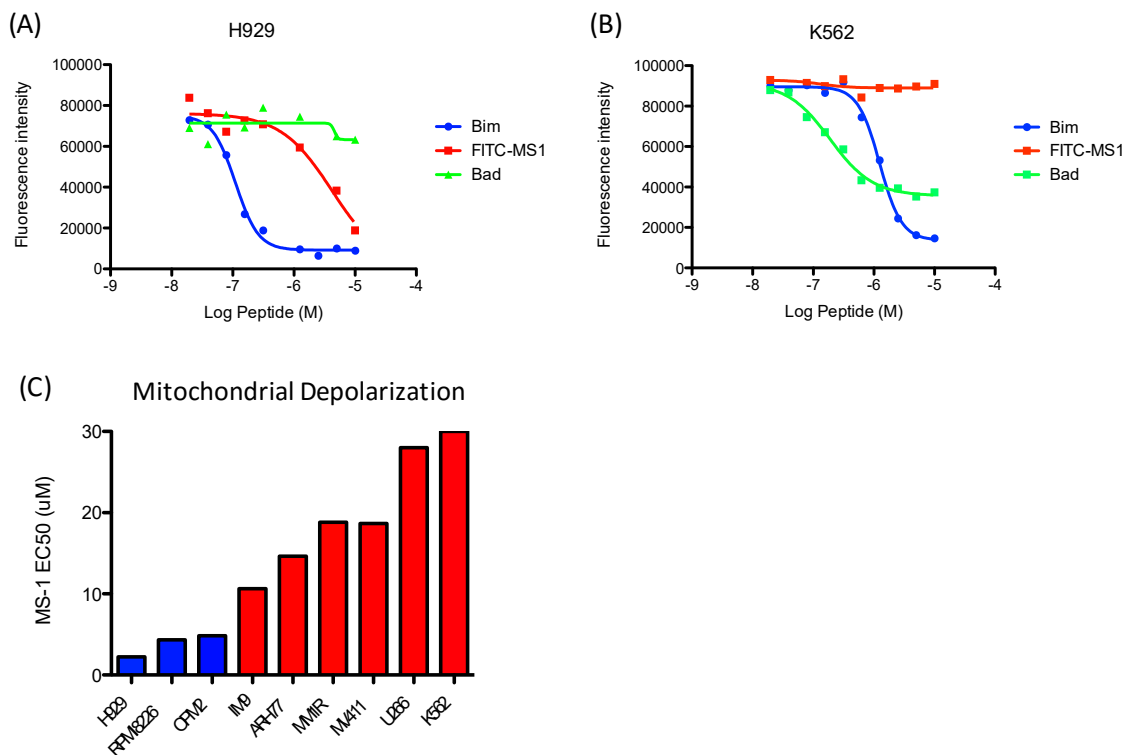 (A)
H929
100000
80000
60000
40000
20000
0
-9
-8
-7
-6
-5
-4
Fluorescence intensity
Log Peptide (M)
Bim
FITC-MS1
Bad
(B)
K562
100000
80000
60000
40000
20000
0
-9
-8
-7
-6
-5
-4
Fluorescence intensity
Log Peptide (M)
Bim
FITC-MS1
Bad
(C)
Mitochondrial Depolarization
30
20
10
0
MS-1 EC50 (uM)
H929
RPMI8226
OPM2
IM9
ARH77
MM1R
MV411
U266
K562